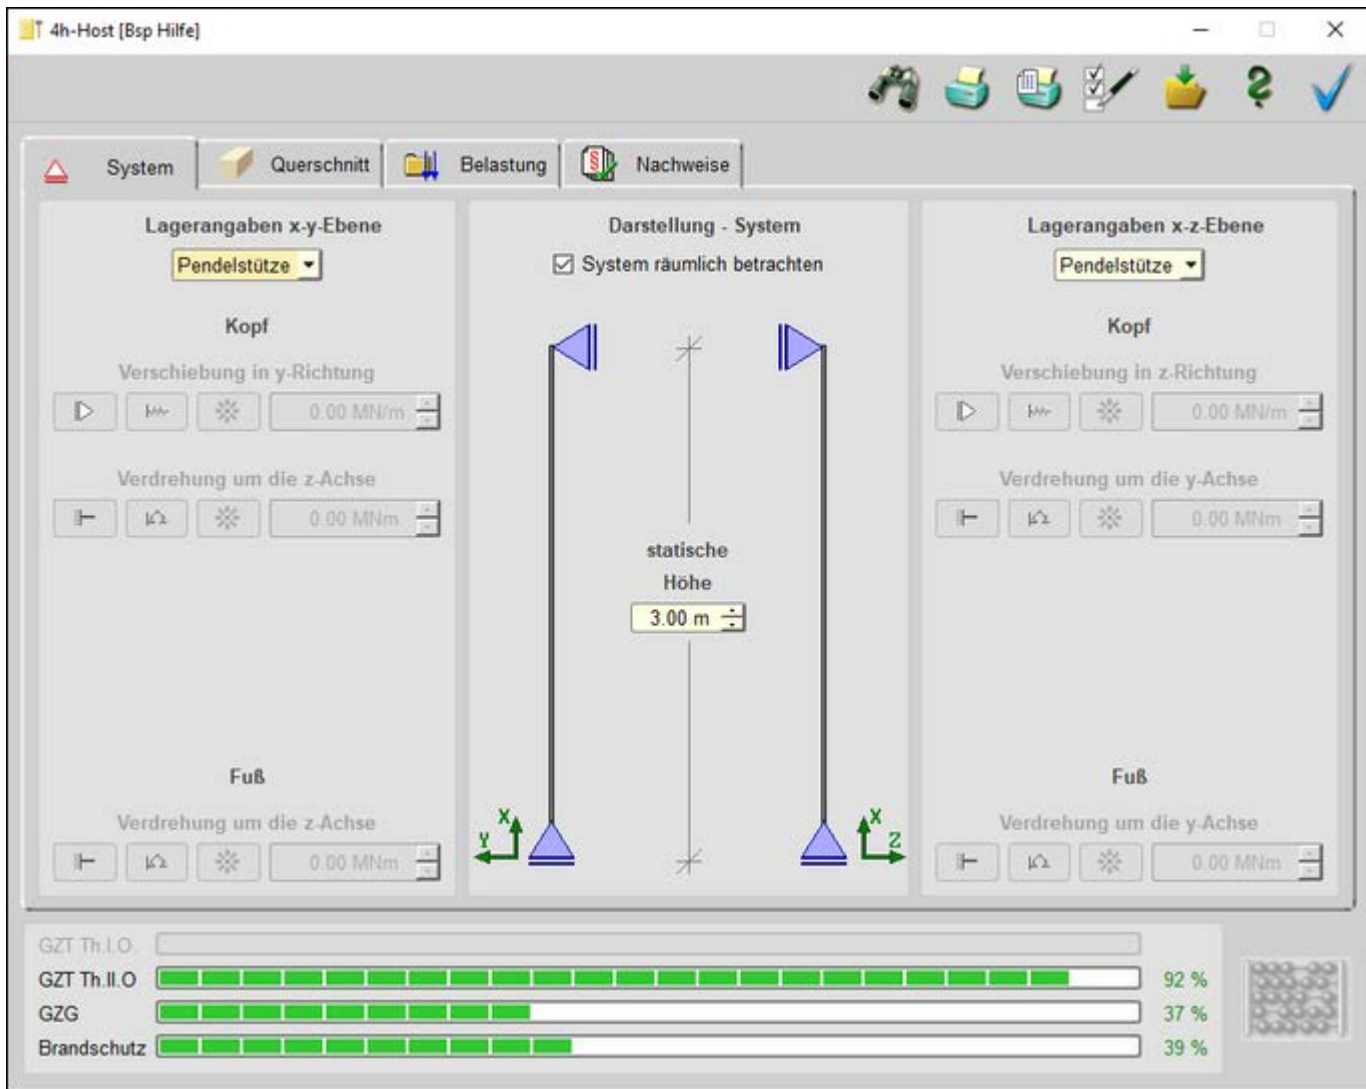 4h-Host [Bsp Hilfe]
System
Querschnitt
Belastung
Nachweise
Lagerangaben x-y-Ebene
Pendelstütze
Kopf
Verschiebung in y-Richtung
0.00 MN/m
Verdrehung um die z-Achse
0.00 MNm
Fuß
Verdrehung um die z-Achse
0.00 MNm
Darstellung - System
System räumlich betrachten
statische
Höhe
3.00 m
X
Y
X
Z
Lagerangaben x-z-Ebene
Pendelstütze
Kopf
Verschiebung in z-Richtung
0.00 MN/m
Verdrehung um die y-Achse
0.00 MNm
Fuß
Verdrehung um die y-Achse
0.00 MNm
GZT Th.I.O.
GZT Th.II.O 92 %
GZG 37 %
Brandschutz 39 %